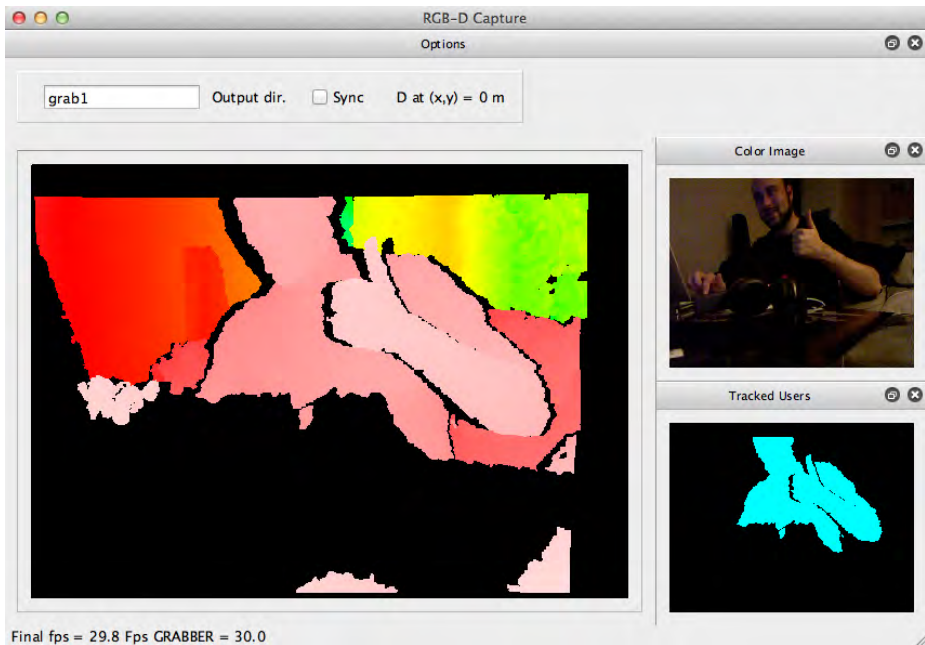 RGB-D Capture
Options
grab1 Output dir. Sync D at (x,y) = 0 m
Color Image
Tracked Users
Final fps = 29.8 Fps GRABBER = 30.0